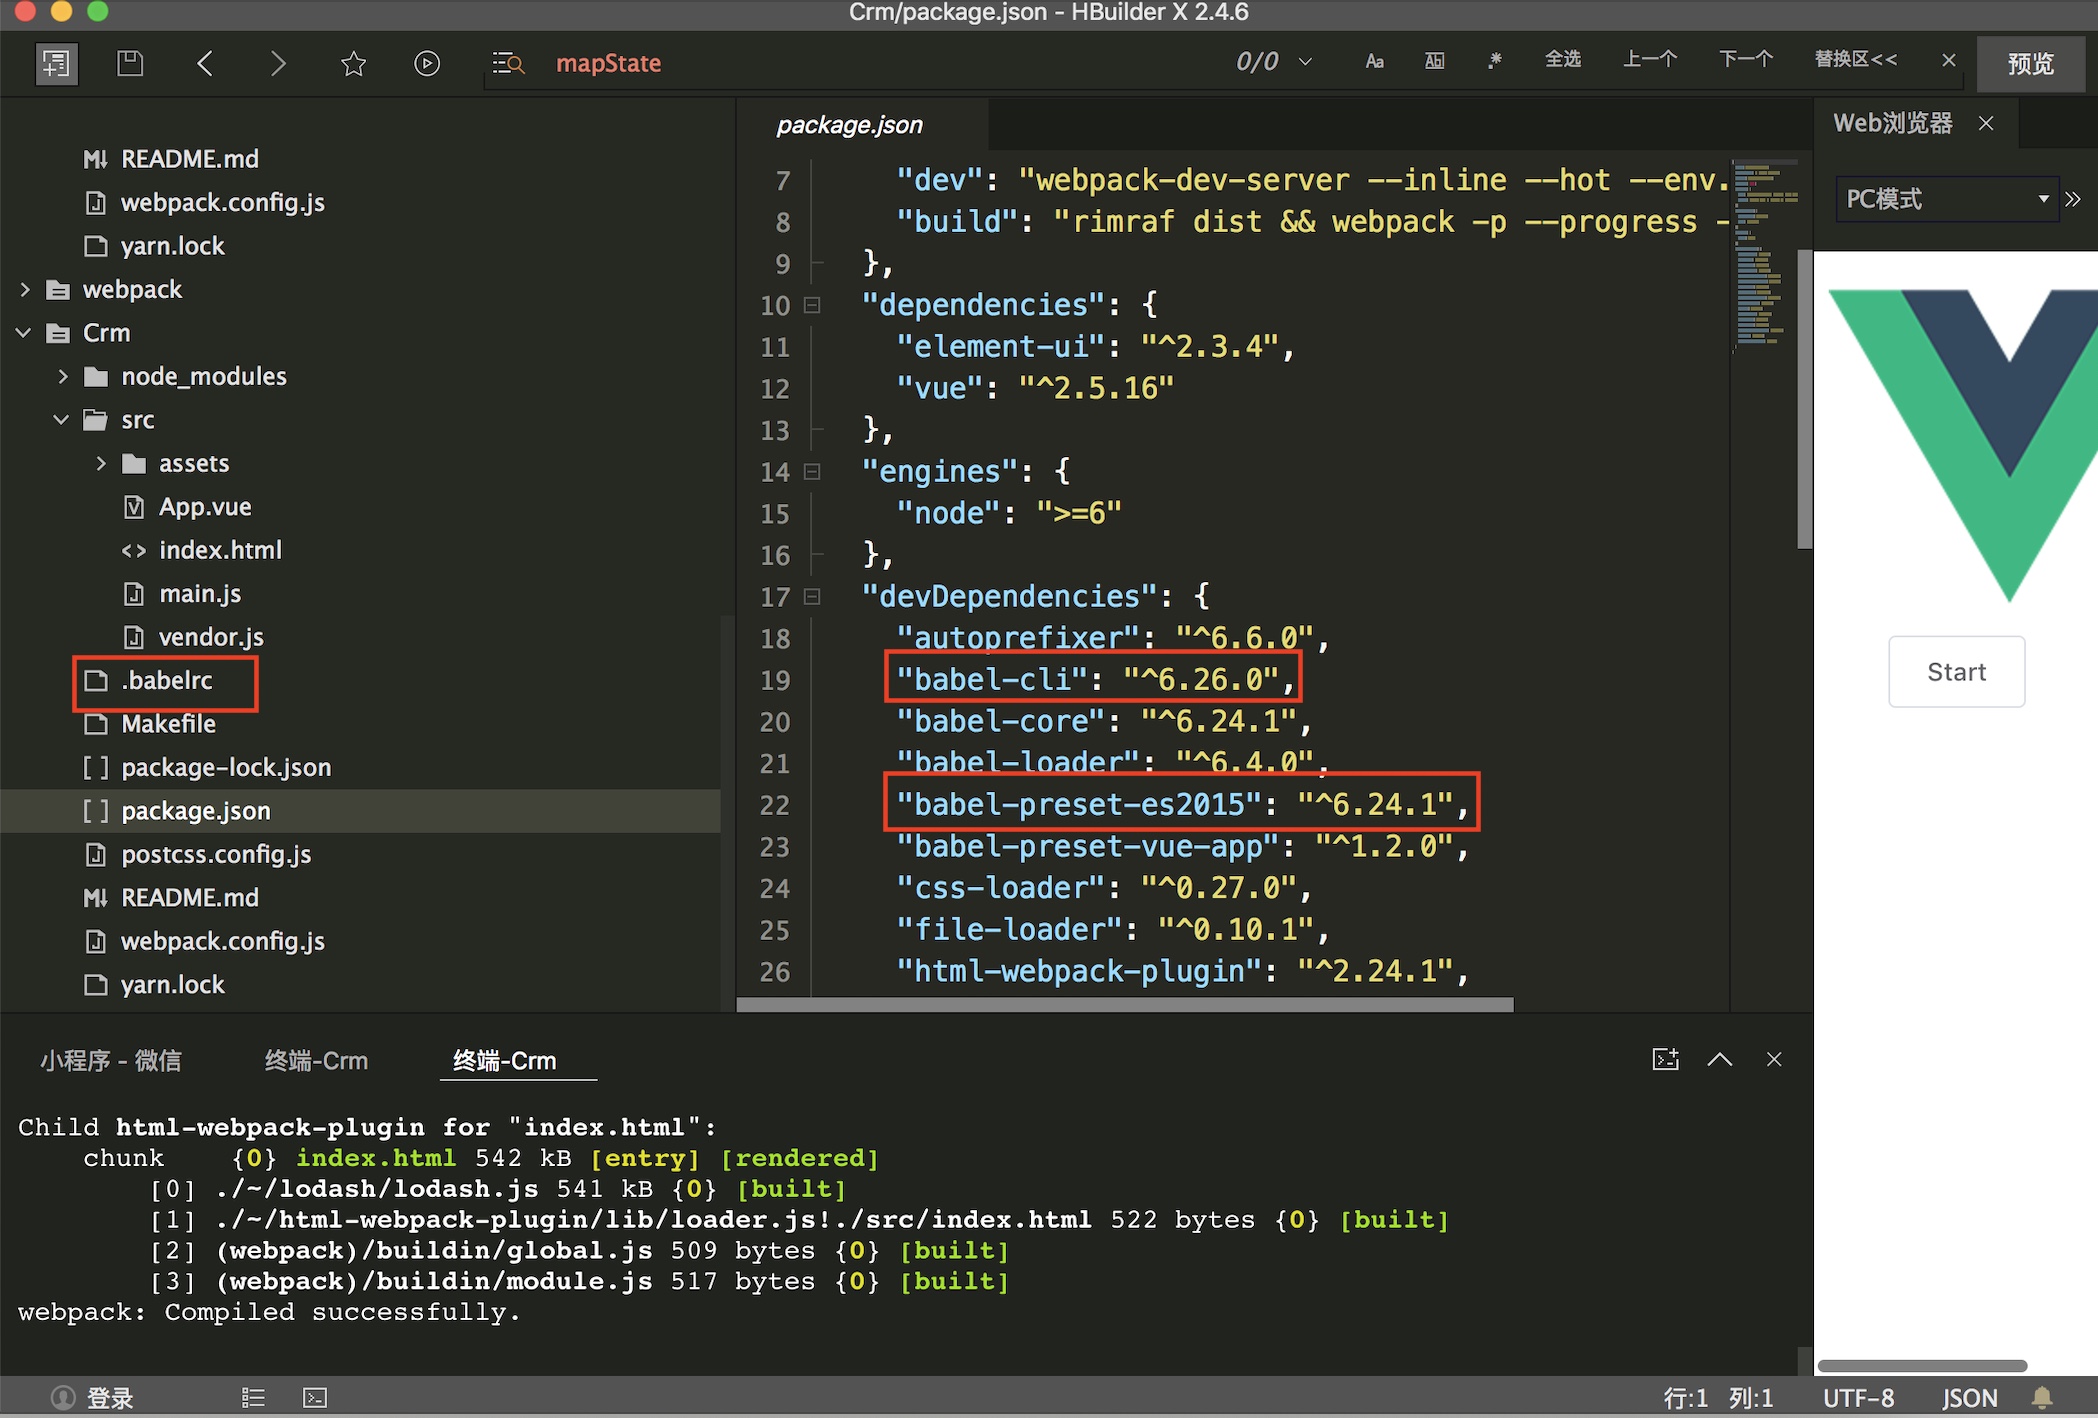 Crm/package.json - HBuilder X 2.4.6
mapState
0/0
Aa
Ab
.*
全选
上一个
下一个
替换区<<
预览
README.md
webpack.config.js
yarn.lock
webpack
Crm
node_modules
src
assets
App.vue
index.html
main.js
vendor.js
.babelrc
Makefile
package-lock.json
package.json
postcss.config.js
README.md
webpack.config.js
yarn.lock
package.json
7 "dev": "webpack-dev-server --inline --hot --env.
8 "build": "rimraf dist && webpack -p --progress -
9 },
10 "dependencies": {
11 "element-ui": "^2.3.4",
12 "vue": "^2.5.16"
13 },
14 "engines": {
15 "node": ">=6"
16 },
17 "devDependencies": {
18 "autoprefixer": "^6.6.0",
19 "babel-cli": "^6.26.0",
20 "babel-core": "^6.24.1",
21 "babel-loader": "^6.4.0",
22 "babel-preset-es2015": "^6.24.1",
23 "babel-preset-vue-app": "^1.2.0",
24 "css-loader": "^0.27.0",
25 "file-loader": "^0.10.1",
26 "html-webpack-plugin": "^2.24.1",
Web浏览器
PC模式
Start
小程序 - 微信
终端-Crm
终端-Crm
Child html-webpack-plugin for "index.html":
chunk {0} index.html 542 kB [entry] [rendered]
[0] ./~/lodash/lodash.js 541 kB {0} [built]
[1] ./~/html-webpack-plugin/lib/loader.js!./src/index.html 522 bytes {0} [built]
[2] (webpack)/buildin/global.js 509 bytes {0} [built]
[3] (webpack)/buildin/module.js 517 bytes {0} [built]
webpack: Compiled successfully.
登录
行:1 列:1
UTF-8
JSON